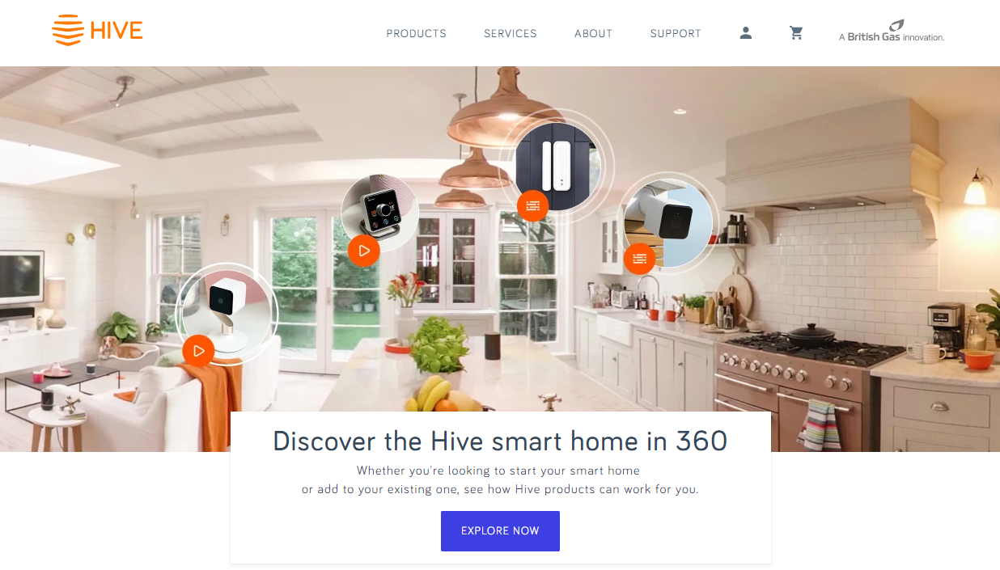 HIVE
PRODUCTS SERVICES ABOUT SUPPORT
A British Gas innovation.
Discover the Hive smart home in 360
Whether you're looking to start your smart home
or add to your existing one, see how Hive products can work for you.
EXPLORE NOW